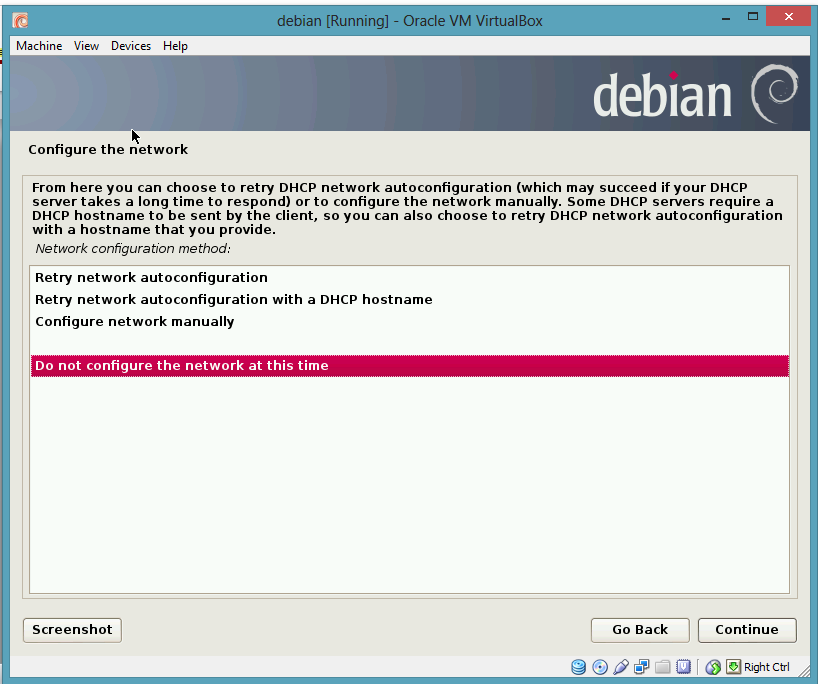 debian [Running] - Oracle VM VirtualBox
Machine View Devices Help
debian
Configure the network
From here you can choose to retry DHCP network autoconfiguration (which may succeed if your DHCP
server takes a long time to respond) or to configure the network manually. Some DHCP servers require a
DHCP hostname to be sent by the client, so you can also choose to retry DHCP network autoconfiguration
with a hostname that you provide.
Network configuration method:
Retry network autoconfiguration
Retry network autoconfiguration with a DHCP hostname
Configure network manually
Do not configure the network at this time
Screenshot Go Back Continue
Right Ctrl